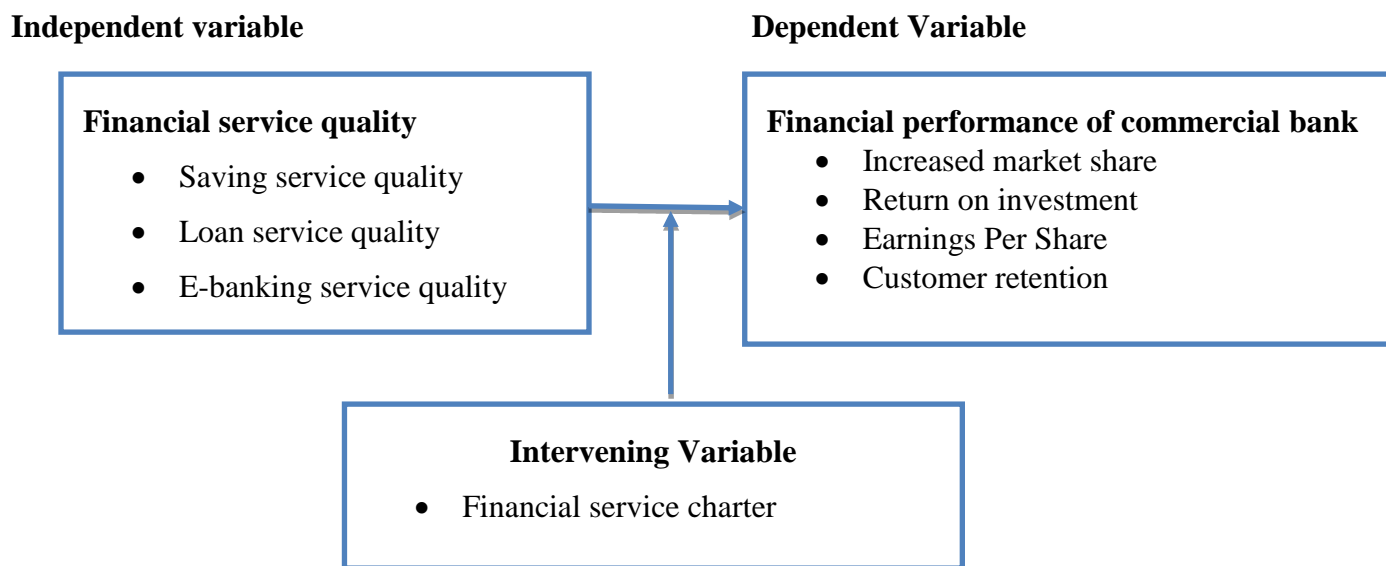 Independent variable
Dependent Variable
Financial service quality
• Saving service quality
• Loan service quality
• E-banking service quality
Financial performance of commercial bank
• Increased market share
• Return on investment
• Earnings Per Share
• Customer retention
Intervening Variable
• Financial service charter